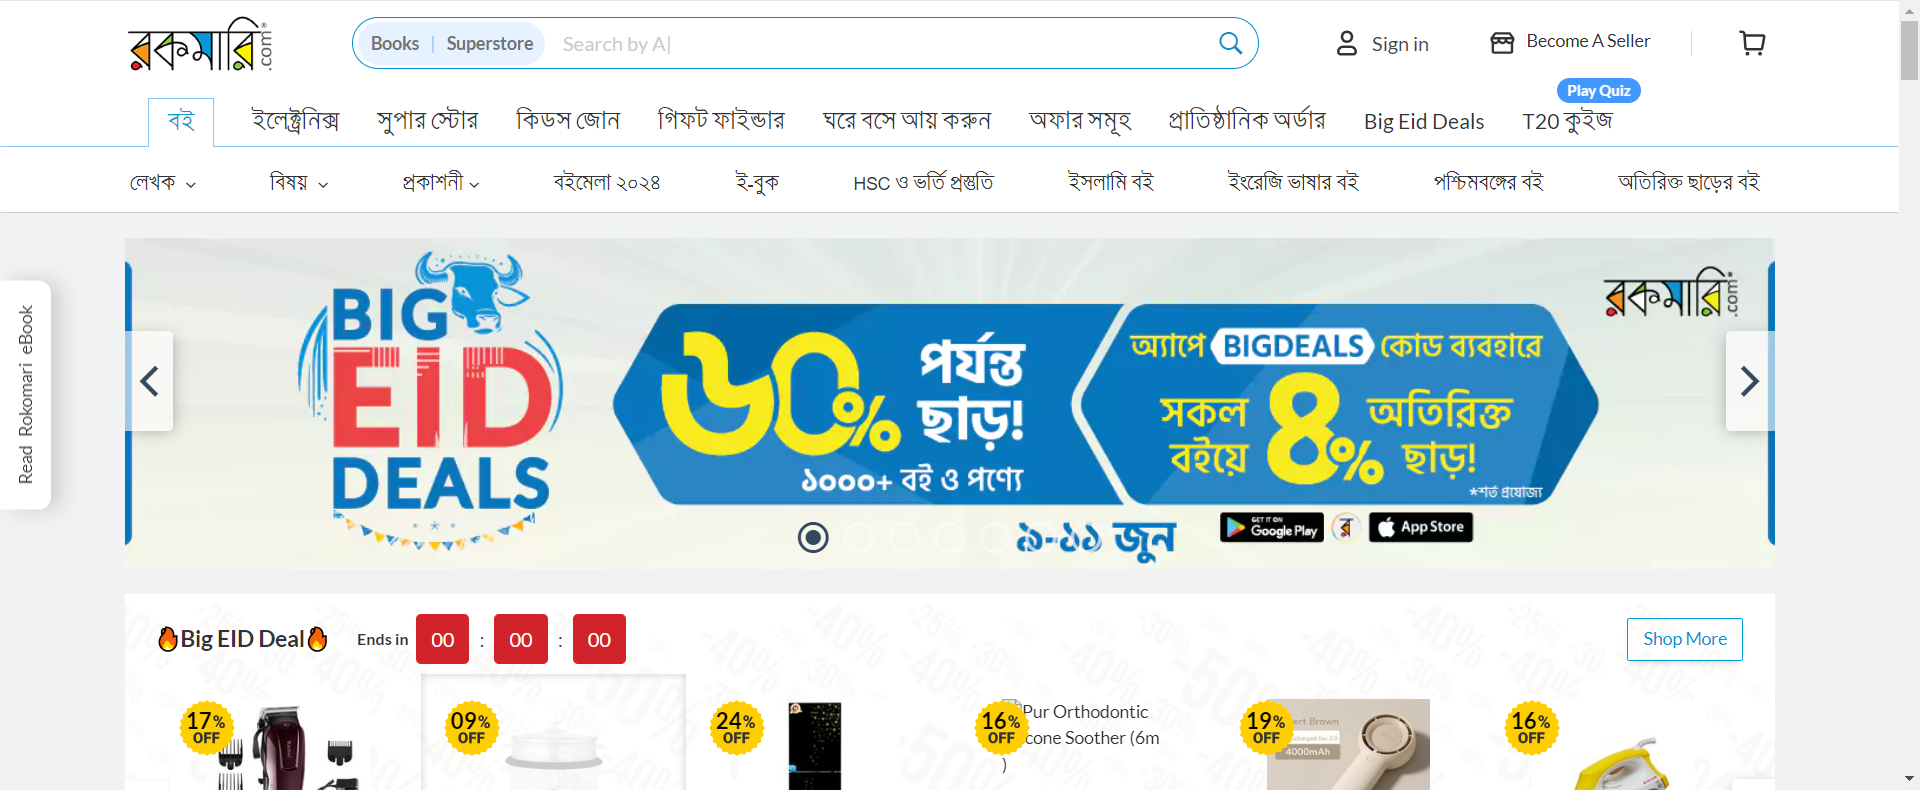 রকমারি.com
Books | Superstore
Search by A|
Sign in
Become A Seller
Play Quiz
বই
ইলেক্ট্রনিক্স
সুপার স্টোর
কিডস জোন
গিফট ফাইন্ডার
ঘরে বসে আয় করুন
অফার সমূহ
প্রাতিষ্ঠানিক অর্ডার
Big Eid Deals
T20 কুইজ
লেখক
বিষয়
প্রকাশনী
বইমেলা ২০২৪
ই-বুক
HSC ও ভর্তি প্রস্তুতি
ইসলামি বই
ইংরেজি ভাষার বই
পশ্চিমবঙ্গের বই
অতিরিক্ত ছাড়ের বই
Read Rokomari eBook
BIG
EID
DEALS
৬০% পর্যন্ত
ছাড়!
১০০০+ বই ও পণ্যে
অ্যাপে BIGDEALS কোড ব্যবহারে
সকল বইয়ে ৪% অতিরিক্ত ছাড়!
*শর্ত প্রযোজ্য
রকমারি.com
৯-১১ জুন
GET IT ON
Google Play
র
App Store
Big EID Deal
Ends in 00 : 00 : 00
Shop More
17% OFF
09% OFF
24% OFF
16% OFF
Pur Orthodontic
cone Soother (6m
)
19% OFF
ert Brown
4000mAh
16% OFF